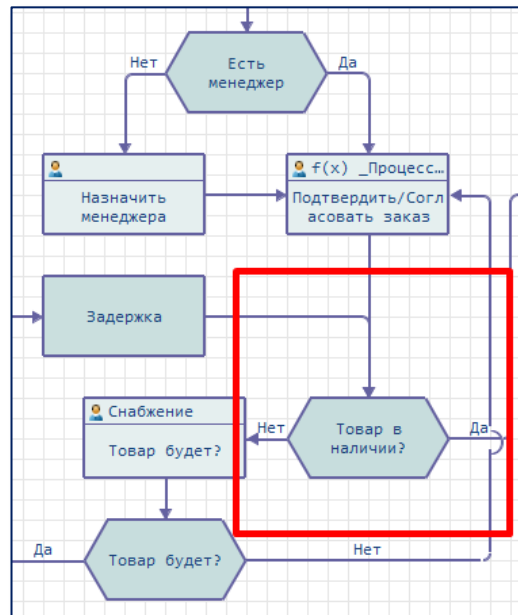 Есть
менеджер
Нет
Да
f(x) _Процесс...
Назначить
менеджера
Подтвердить/Согл
асовать заказ
Задержка
Снабжение
Товар будет?
Нет
Товар в
наличии?
Да
Да
Товар будет?
Нет